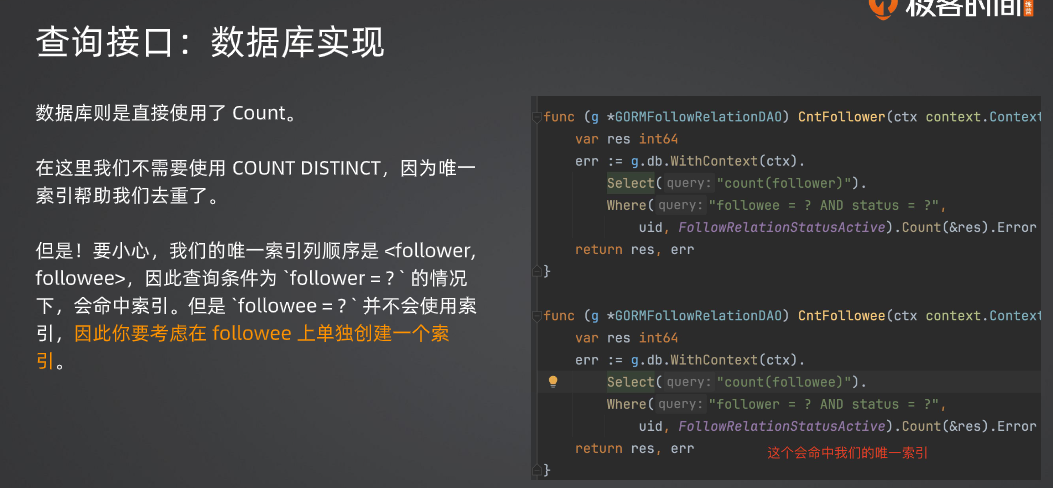 极客时间
查询接口：数据库实现
数据库则是直接使用了 Count。
在这里我们不需要使用 COUNT DISTINCT，因为唯一
索引帮助我们去重了。
但是！要小心，我们的唯一索引列顺序是 <follower,
followee>，因此查询条件为 `follower = ? ` 的情况
下，会命中索引。但是 `followee = ? ` 并不会使用索
引，因此你要考虑在 followee 上单独创建一个索
引。
func (g *GORMFollowRelationDAO) CntFollower(ctx context.Context
var res int64
err := g.db.WithContext(ctx).
Select( query: "count(follower)").
Where( query: "followee = ? AND status = ?",
uid, FollowRelationStatusActive).Count(&res).Error
return res, err
}
func (g *GORMFollowRelationDAO) CntFollowee(ctx context.Context
var res int64
err := g.db.WithContext(ctx).
Select( query: "count(followee)").
Where( query: "follower = ? AND status = ?",
uid, FollowRelationStatusActive).Count(&res).Error
return res, err
这个会命中我们的唯一索引
}